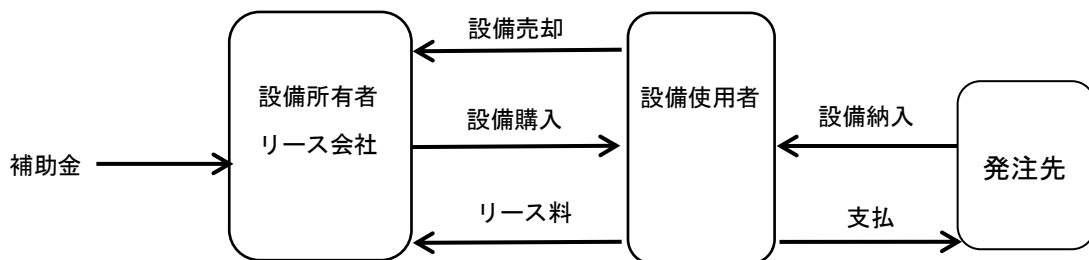 設備売却
設備所有者
リース会社
設備使用者
設備購入
設備納入
補助金
発注先
リース料
支払